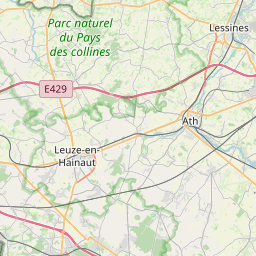 Parc naturel
du Pays
des collines
Lessines
E429
Ath
Leuze-en-
Hainaut